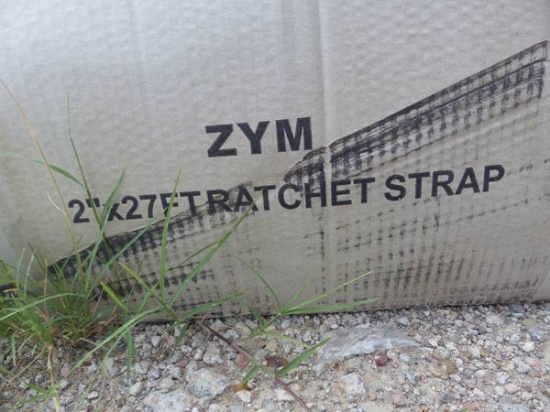 ZYM
2"x27FT RATCHET STRAP